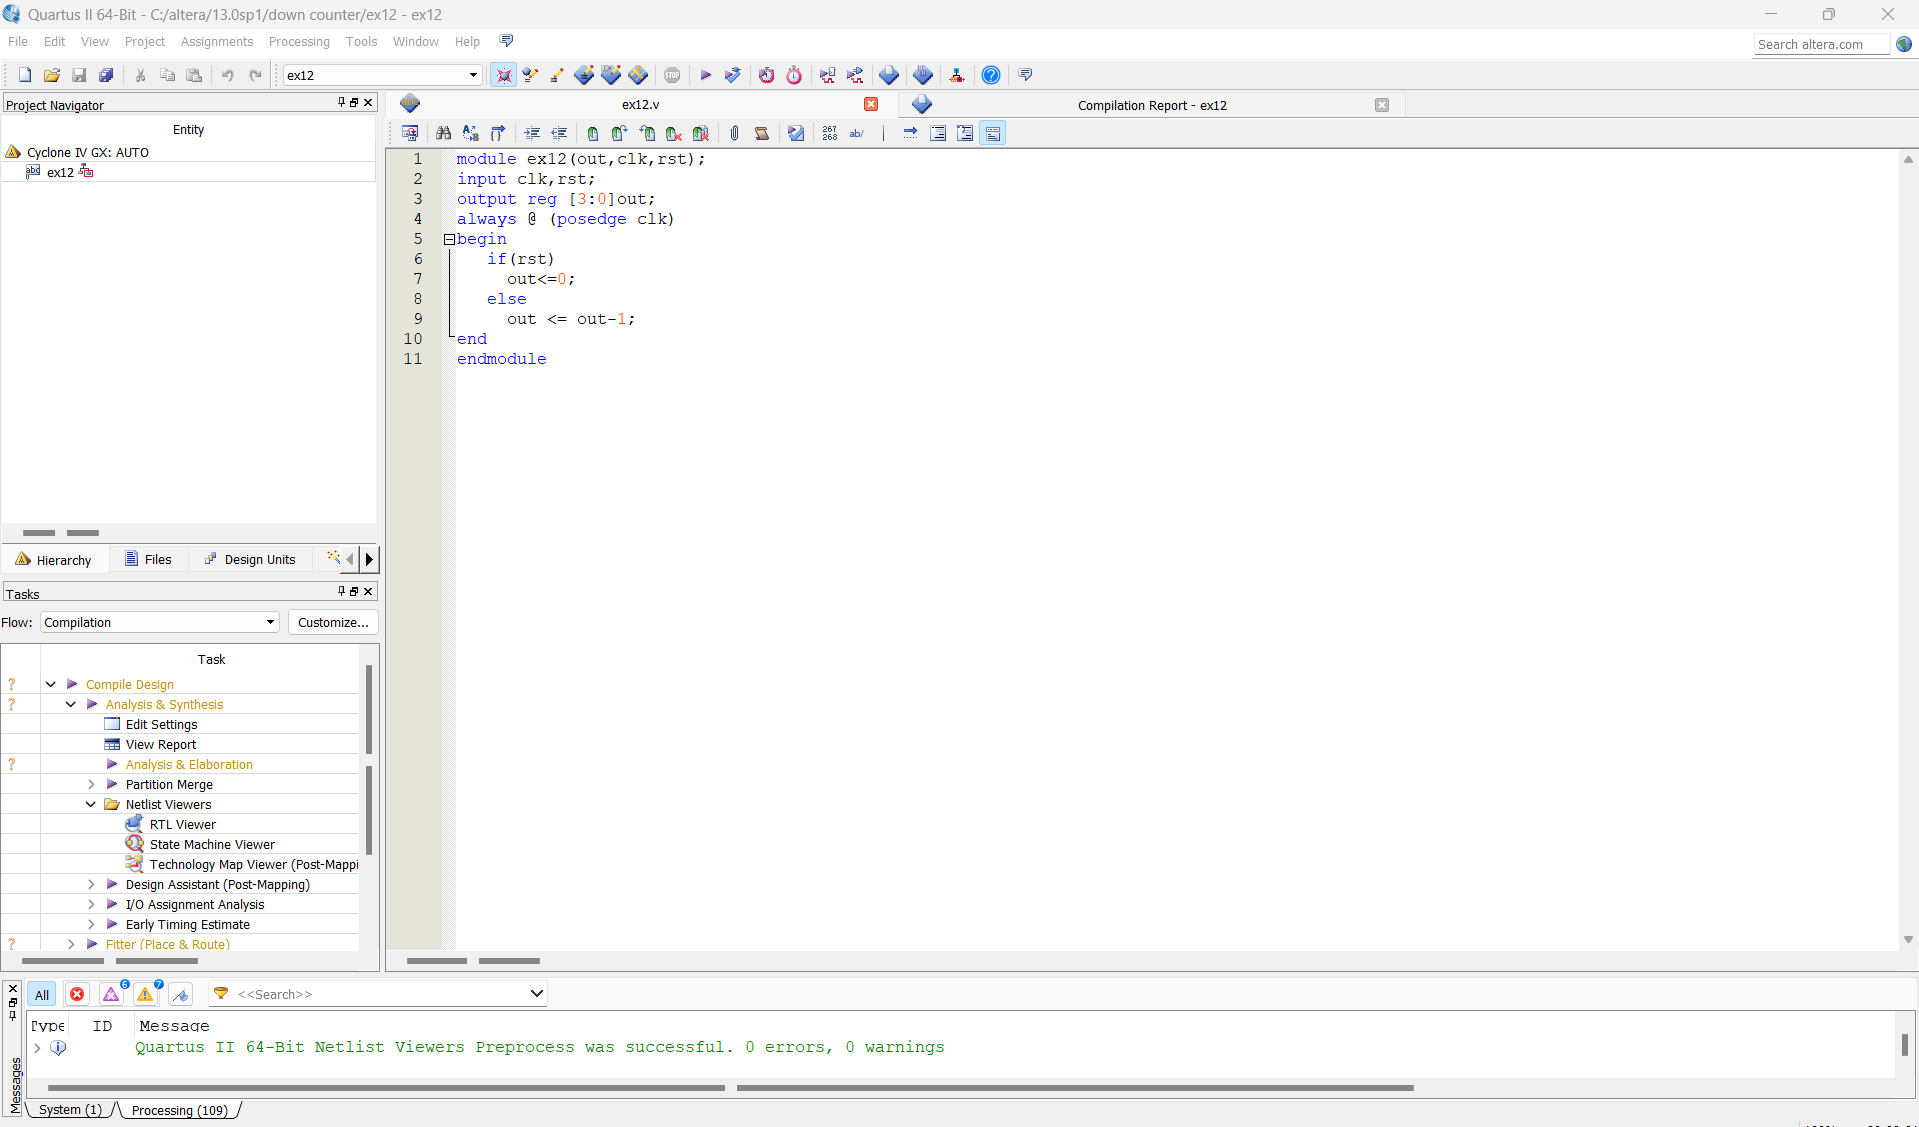 Quartus II 64-Bit - C:/altera/13.0sp1/down counter/ex12 - ex12
File Edit View Project Assignments Processing Tools Window Help
Search altera.com
ex12
STOP
Project Navigator
Entity
Cyclone IV GX: AUTO
abd ex12
Hierarchy Files Design Units
Tasks
Flow: Compilation Customize...
Task
? Compile Design
? Analysis & Synthesis
Edit Settings
View Report
? Analysis & Elaboration
Partition Merge
Netlist Viewers
RTL Viewer
State Machine Viewer
Technology Map Viewer (Post-Mappi
Design Assistant (Post-Mapping)
I/O Assignment Analysis
Early Timing Estimate
? Fitter (Place & Route)
ex12.v
Compilation Report - ex12
267
268
ab/
1 module ex12(out,clk,rst);
2 input clk,rst;
3 output reg [3:0]out;
4 always @ (posedge clk)
5 begin
6 if(rst)
7 out<=0;
8 else
9 out <= out-1;
10 end
11 endmodule
Messages
All 6 7 <<Search>>
Type ID Message
Quartus II 64-Bit Netlist Viewers Preprocess was successful. 0 errors, 0 warnings
System (1) Processing (109)